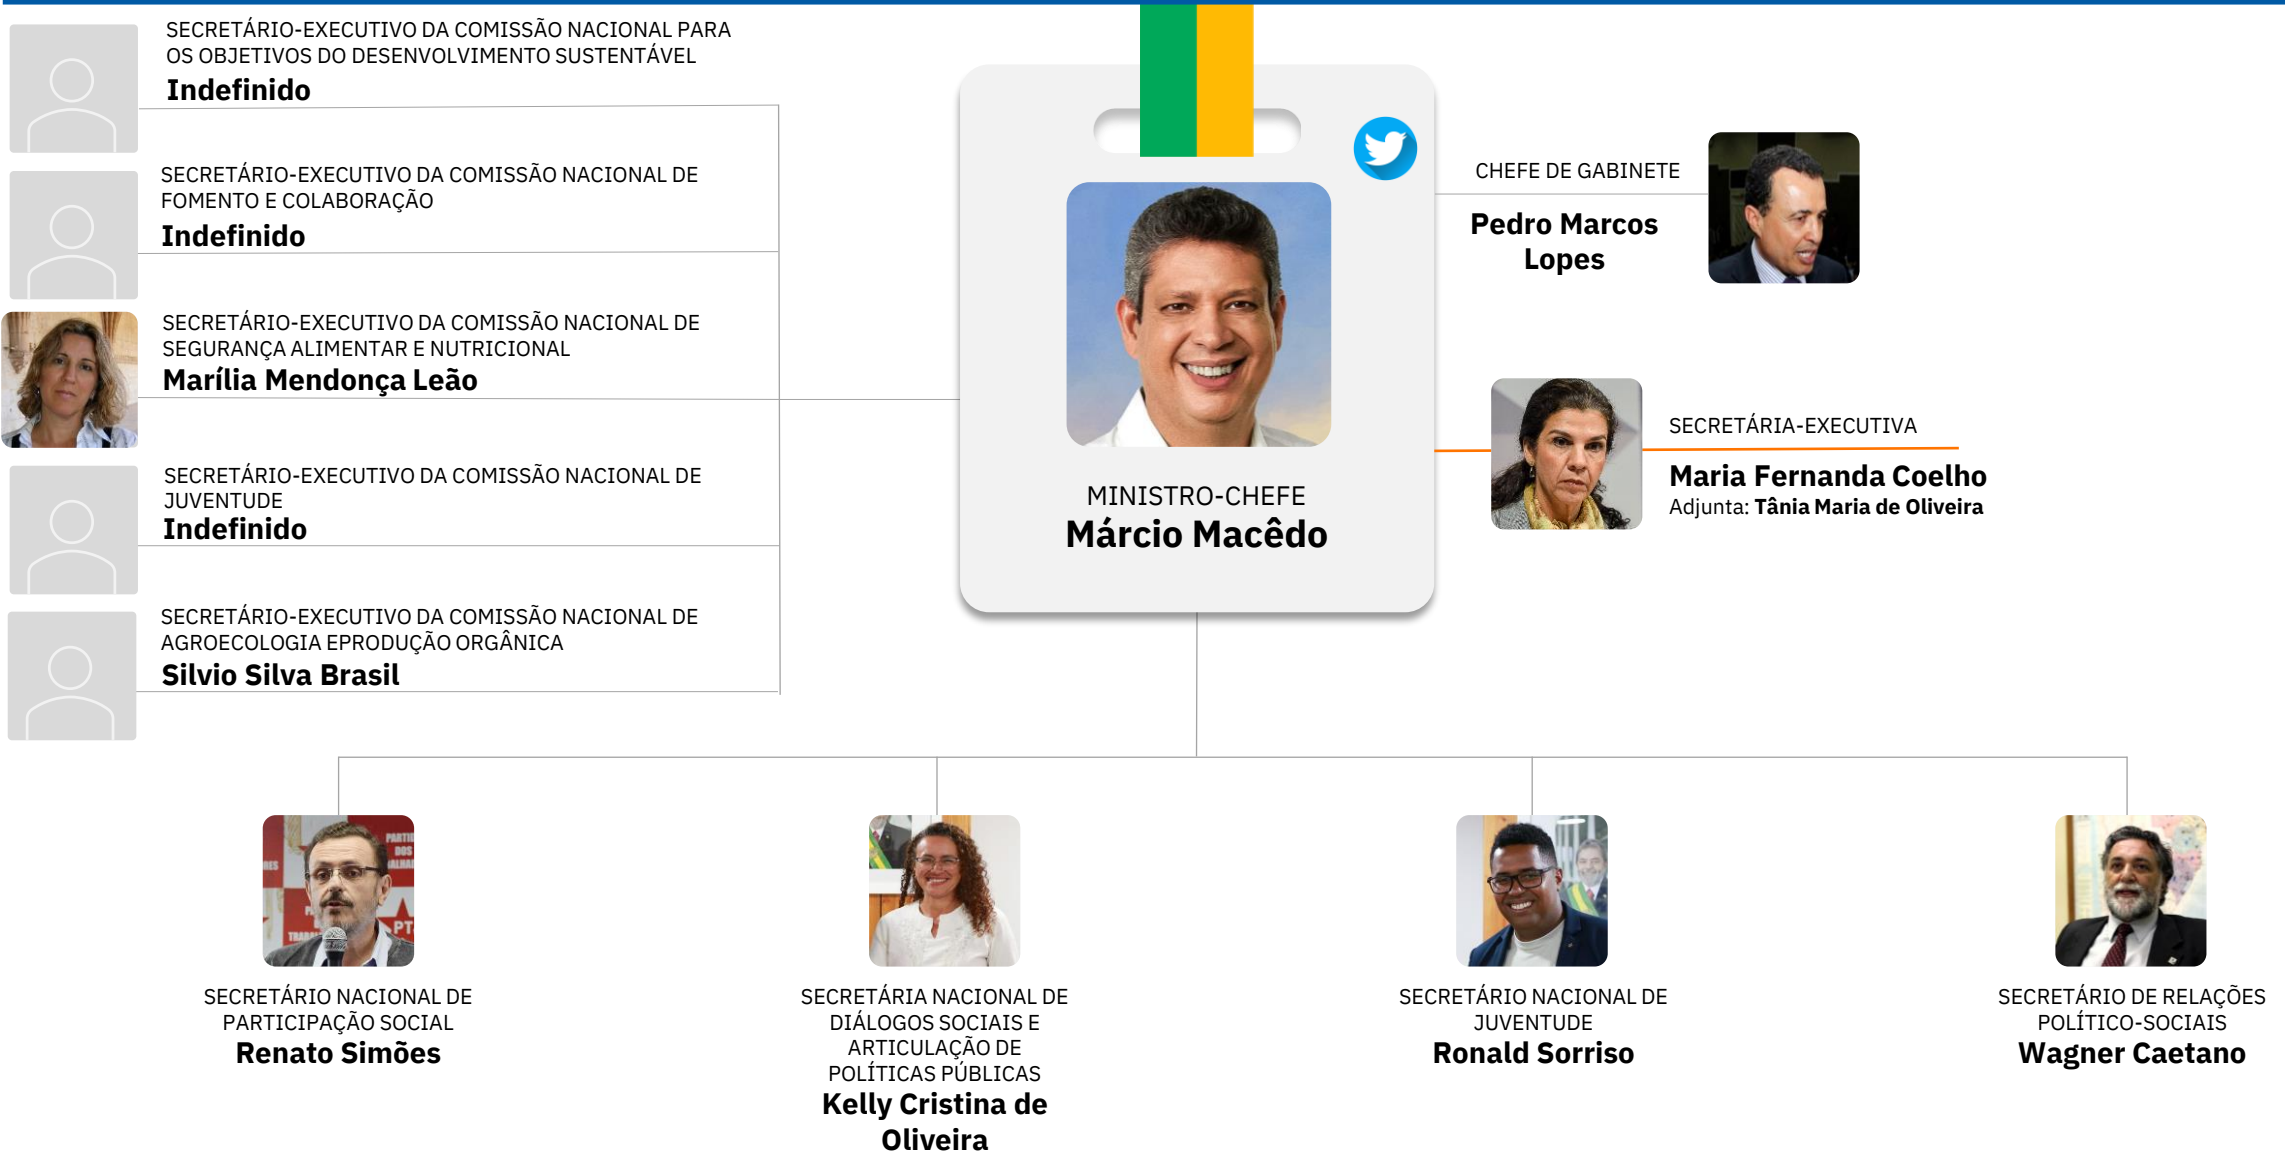 SECRETÁRIO-EXECUTIVO DA COMISSÃO NACIONAL PARA
OS OBJETIVOS DO DESENVOLVIMENTO SUSTENTÁVEL
Indefinido
SECRETÁRIO-EXECUTIVO DA COMISSÃO NACIONAL DE
FOMENTO E COLABORAÇÃO
Indefinido
SECRETÁRIO-EXECUTIVO DA COMISSÃO NACIONAL DE
SEGURANÇA ALIMENTAR E NUTRICIONAL
Marília Mendonça Leão
SECRETÁRIO-EXECUTIVO DA COMISSÃO NACIONAL DE
JUVENTUDE
Indefinido
SECRETÁRIO-EXECUTIVO DA COMISSÃO NACIONAL DE
AGROECOLOGIA EPRODUÇÃO ORGÂNICA
Silvio Silva Brasil
MINISTRO-CHEFE
Márcio Macêdo
CHEFE DE GABINETE
Pedro Marcos
Lopes
SECRETÁRIA-EXECUTIVA
Maria Fernanda Coelho
Adjunta: Tânia Maria de Oliveira
SECRETÁRIO NACIONAL DE
PARTICIPAÇÃO SOCIAL
Renato Simões
SECRETÁRIA NACIONAL DE
DIÁLOGOS SOCIAIS E
ARTICULAÇÃO DE
POLÍTICAS PÚBLICAS
Kelly Cristina de
Oliveira
SECRETÁRIO NACIONAL DE
JUVENTUDE
Ronald Sorriso
SECRETÁRIO DE RELAÇÕES
POLÍTICO-SOCIAIS
Wagner Caetano